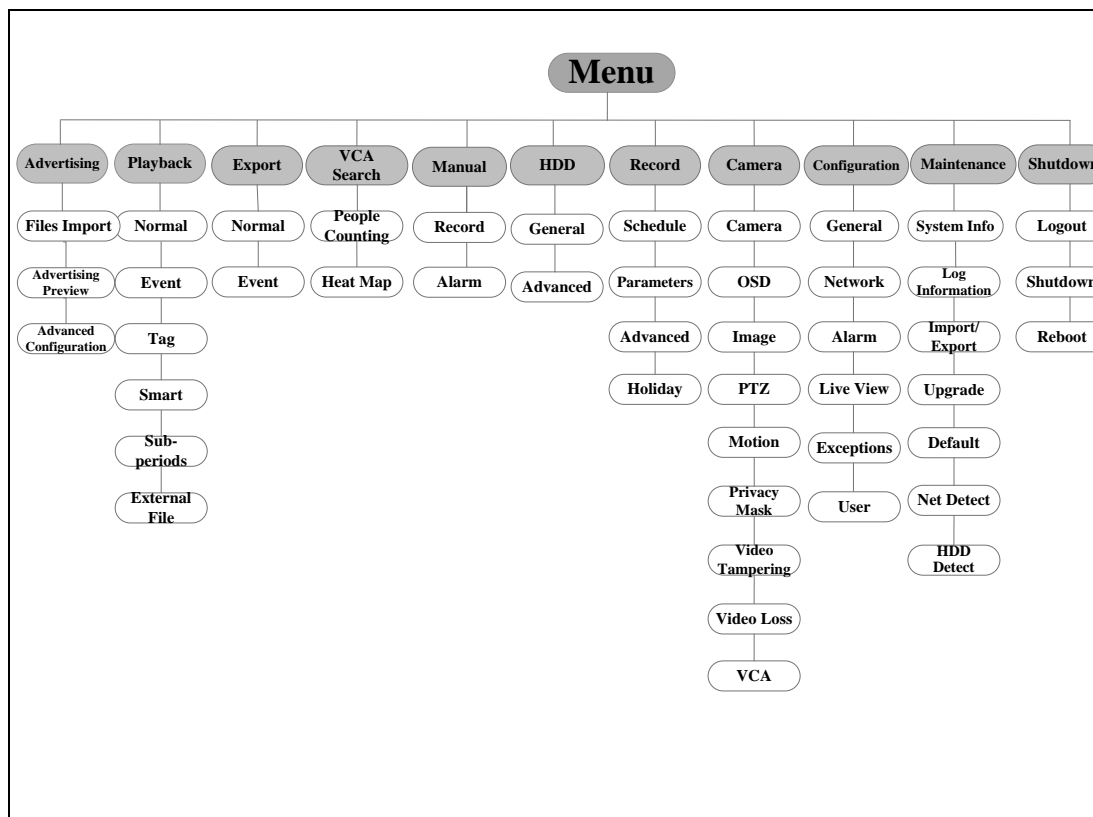 Menu
Advertising
Files Import
Advertising
Preview
Advanced
Configuration
Playback
Normal
Event
Tag
Smart
Sub-
periods
External
File
Export
Normal
Event
VCA
Search
People
Counting
Heat Map
Manual
Record
Alarm
HDD
General
Advanced
Record
Schedule
Parameters
Advanced
Holiday
Camera
Camera
OSD
Image
PTZ
Motion
Privacy
Mask
Video
Tampering
Video Loss
VCA
Configuration
General
Network
Alarm
Live View
Exceptions
User
Maintenance
System Info
Log
Information
Import/
Export
Upgrade
Default
Net Detect
HDD
Detect
Shutdown
Logout
Shutdown
Reboot